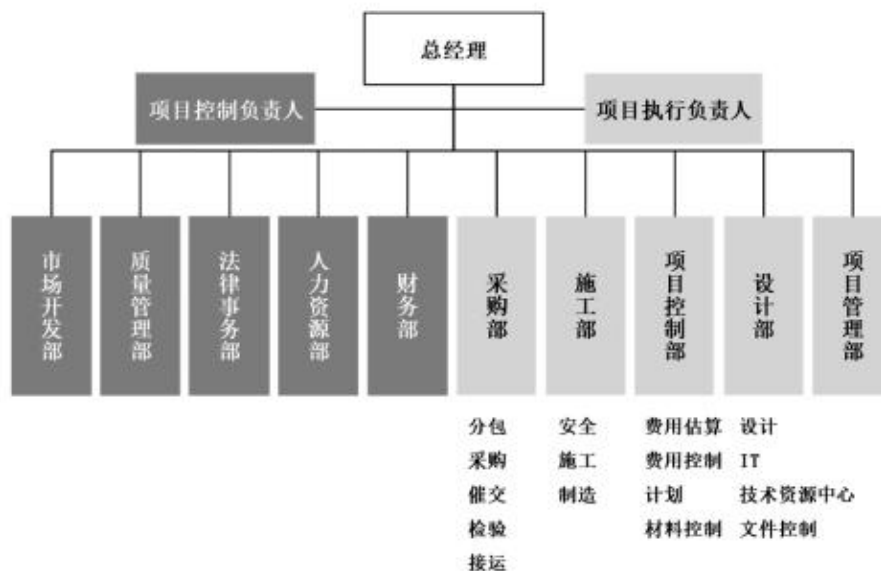 总经理
项目控制负责人
项目执行负责人
市场开发部
质量管理部
法律事务部
人力资源部
财务部
采购部
施工部
项目控制部
设计部
项目管理部
分包
采购
催交
检验
接运
安全
施工
制造
费用估算
费用控制
计划
材料控制
设计
IT
技术资源中心
文件控制